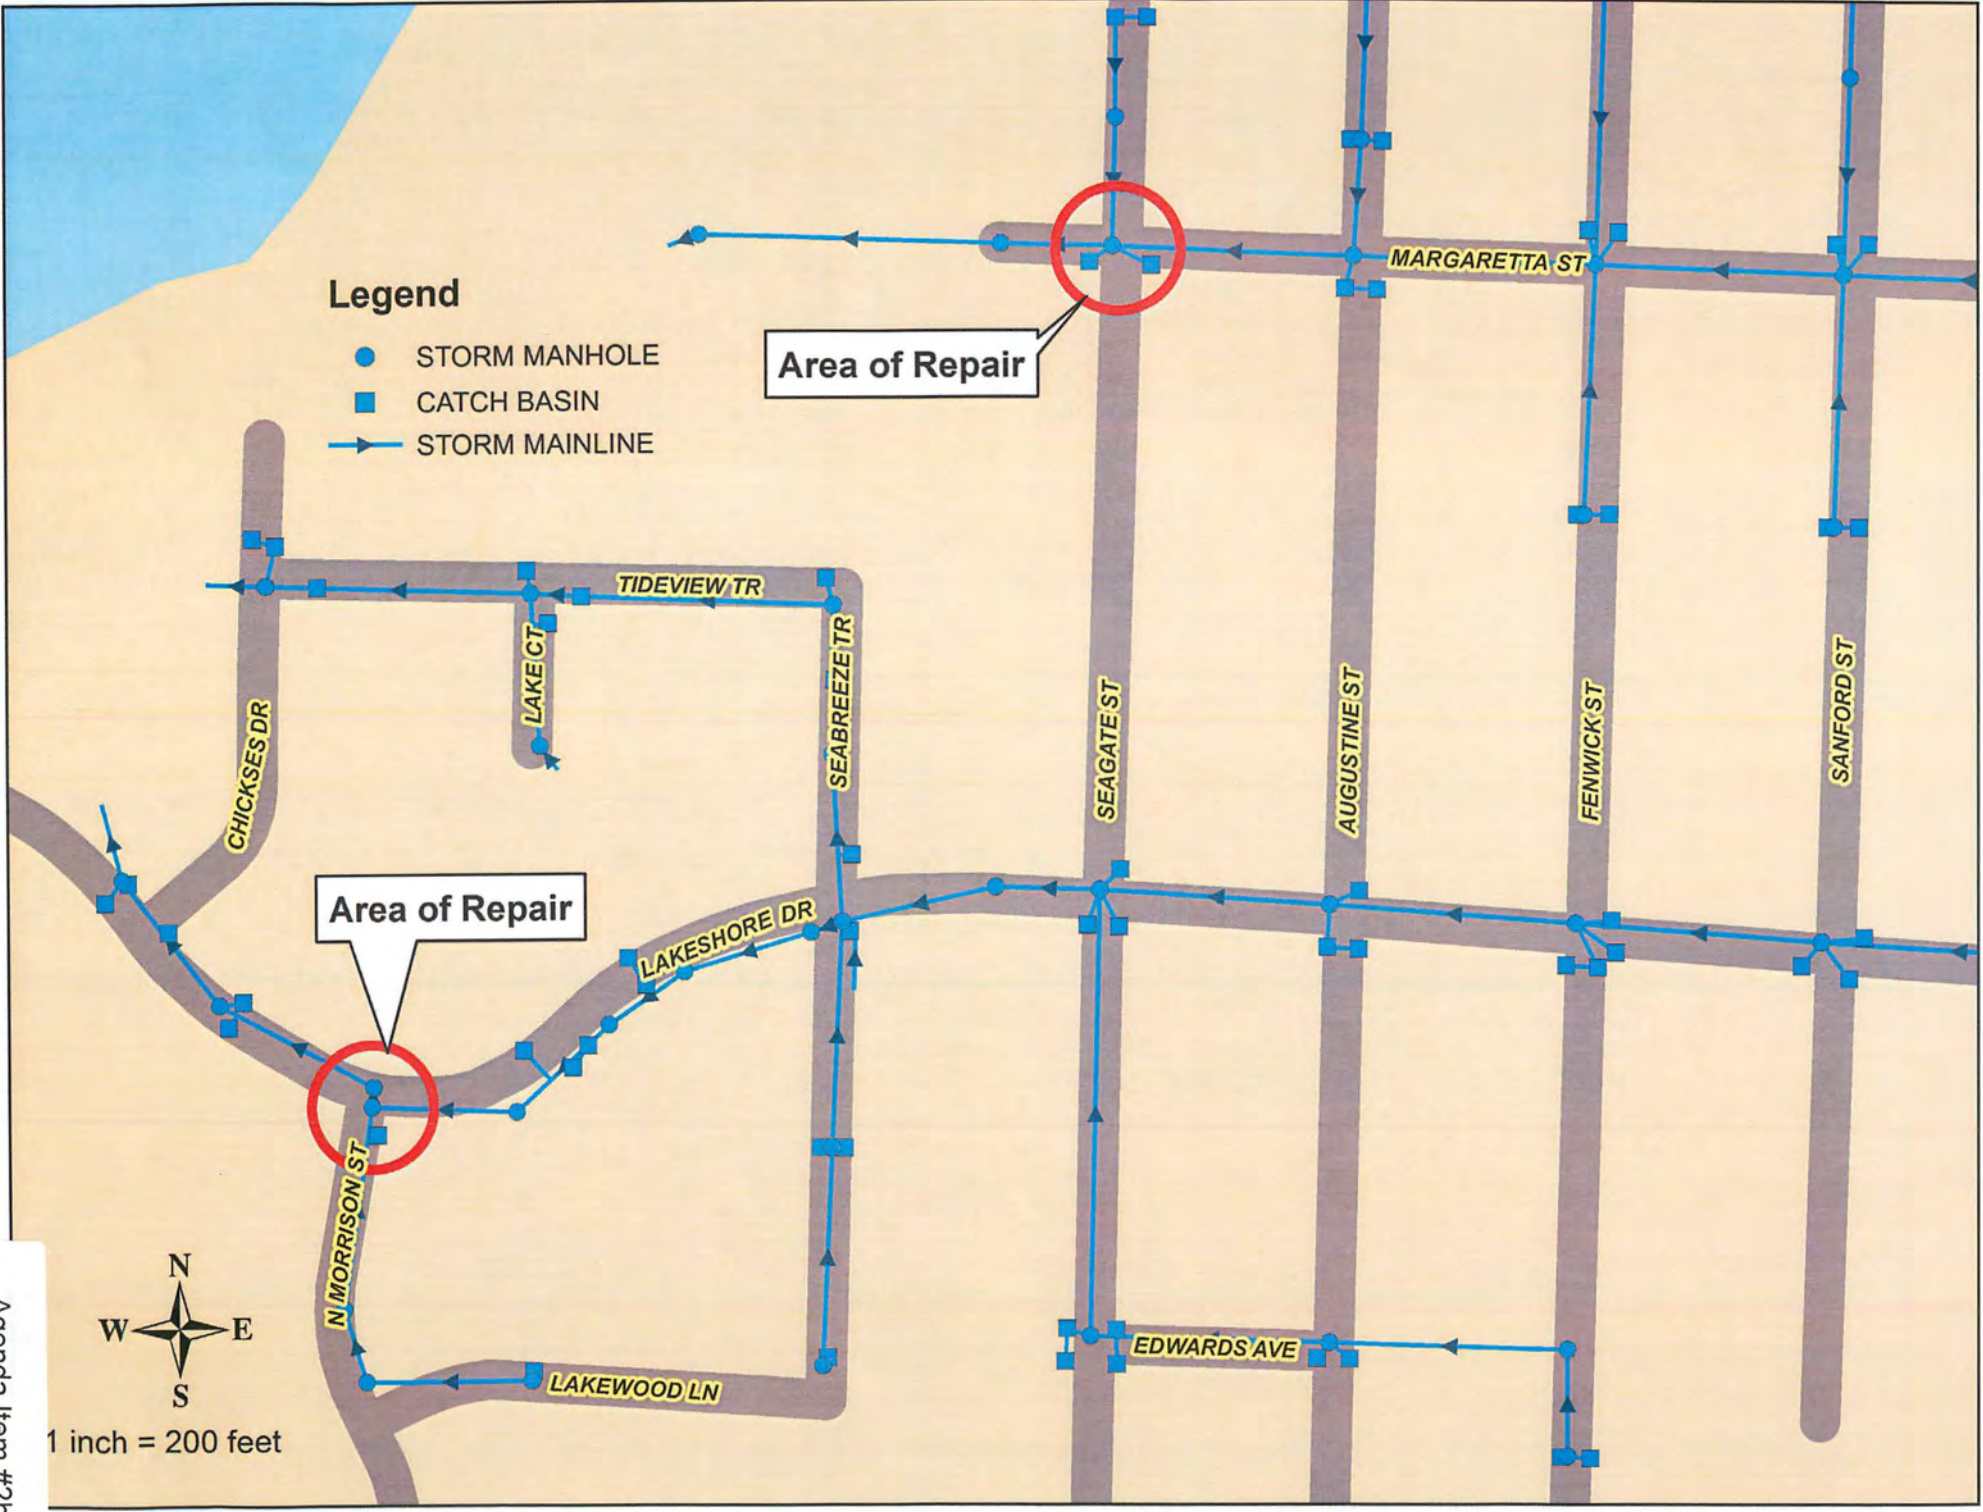 MARGARETTA ST
Legend
STORM MANHOLE
CATCH BASIN
STORM MAINLINE
Area of Repair
TIDEVIEW TR
LAKE CT
SEABREEZE TR
CHICKSES DR
SEAGATE ST
AUGUSTINE ST
FENWICK ST
SANFORD ST
Area of Repair
LAKESHORE DR
N MORRISON ST
EDWARDS AVE
LAKEWOOD LN
N
W
E
S
1 inch = 200 feet